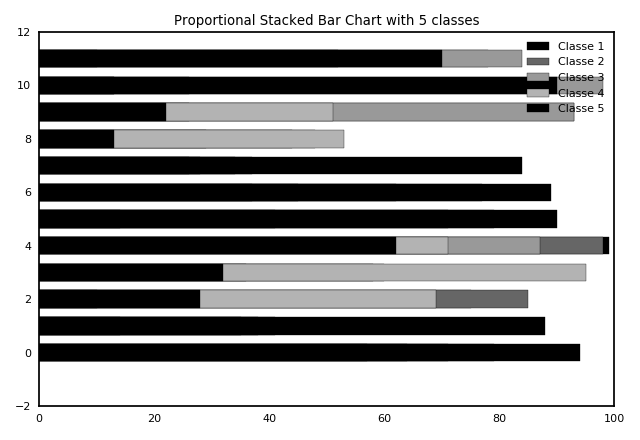 Proportional Stacked Bar Chart with 5 classes
12
10
8
6
4
2
0
−2
Classe 1
Classe 2
Classe 3
Classe 4
Classe 5
0 20 40 60 80 100